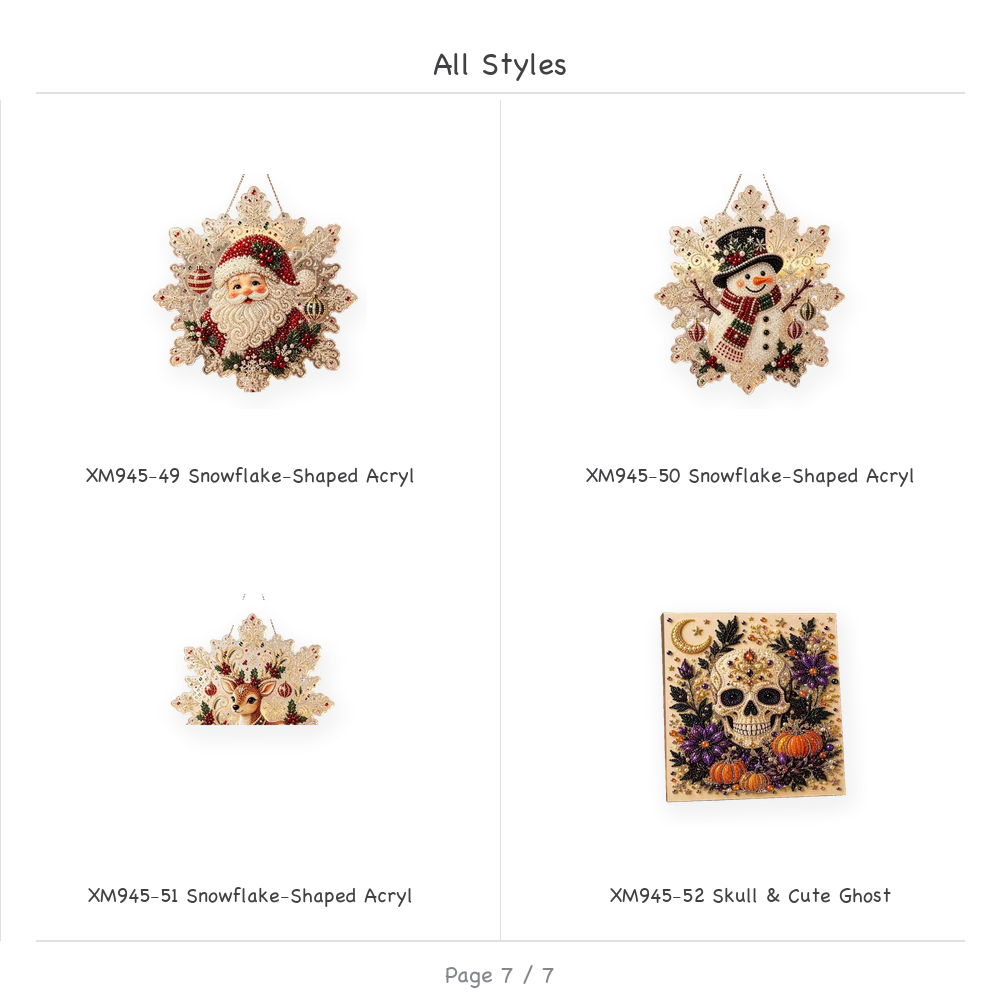 All Styles
XM945-49 Snowflake-Shaped Acryl
XM945-50 Snowflake-Shaped Acryl
XM945-51 Snowflake-Shaped Acryl
XM945-52 Skull & Cute Ghost
Page 7 / 7